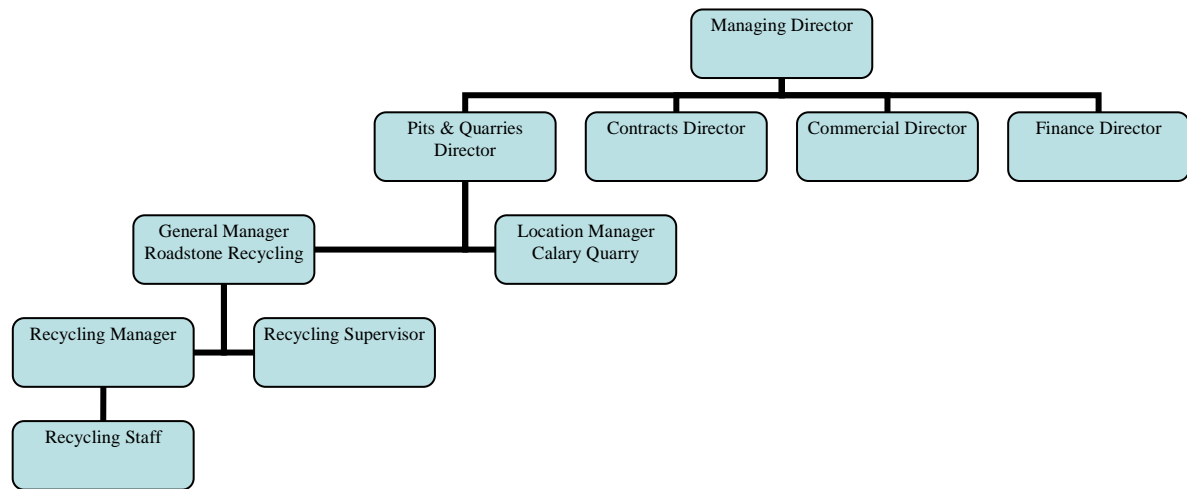 Managing Director
Pits & Quarries
Director
Contracts Director
Commercial Director
Finance Director
General Manager
Roadstone Recycling
Location Manager
Calary Quarry
Recycling Manager
Recycling Supervisor
Recycling Staff